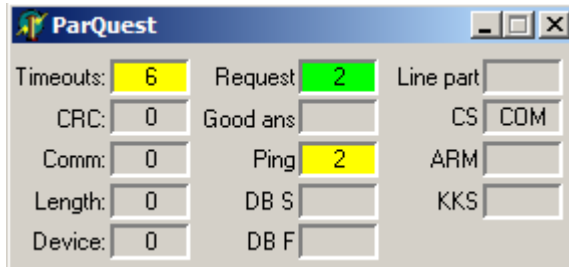 ParQuest
Timeouts: 6 Request 2 Line part
CRC: 0 Good ans CS COM
Comm: 0 Ping 2 ARM
Length: 0 DB S KKS
Device: 0 DB F